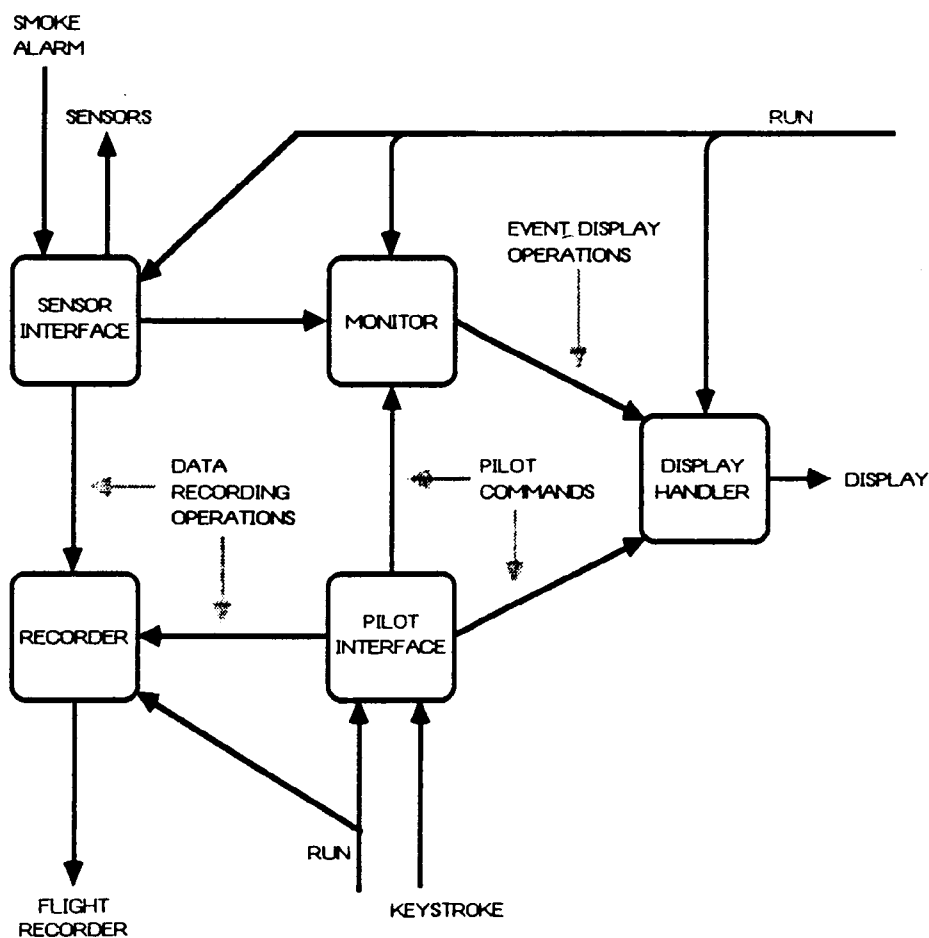 SMOKE
ALARM
SENSORS
RUN
EVENT DISPLAY
OPERATIONS
SENSOR
INTERFACE
MONITOR
DATA
RECORDING
OPERATIONS
PILOT
COMMANDS
DISPLAY
HANDLER
DISPLAY
RECORDER
PILOT
INTERFACE
RUN
FLIGHT
RECORDER
KEYSTROKE